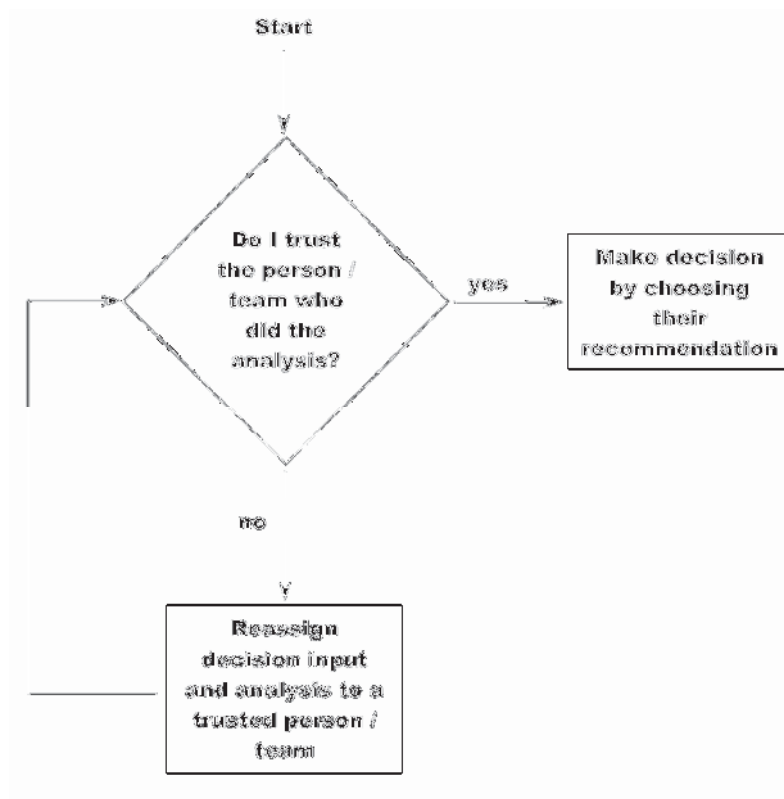 Start
Do I trust
the person /
team who
did the
analysis?
yes
Make decision
by choosing
their
recommendation
no
Reassign
decision input
and analysis to a
trusted person /
team